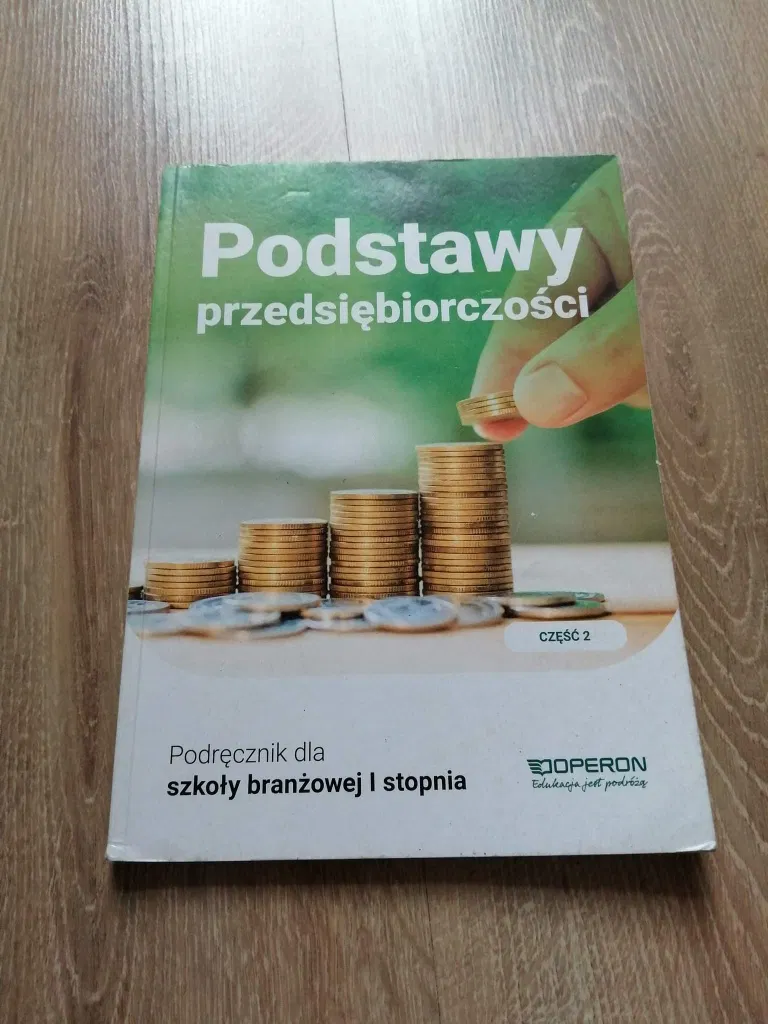 Podstawy
przedsiębiorczości
CZĘŚĆ 2
Podręcznik dla
szkoły branżowej I stopnia
OPERON
Edukacja jest podróżą